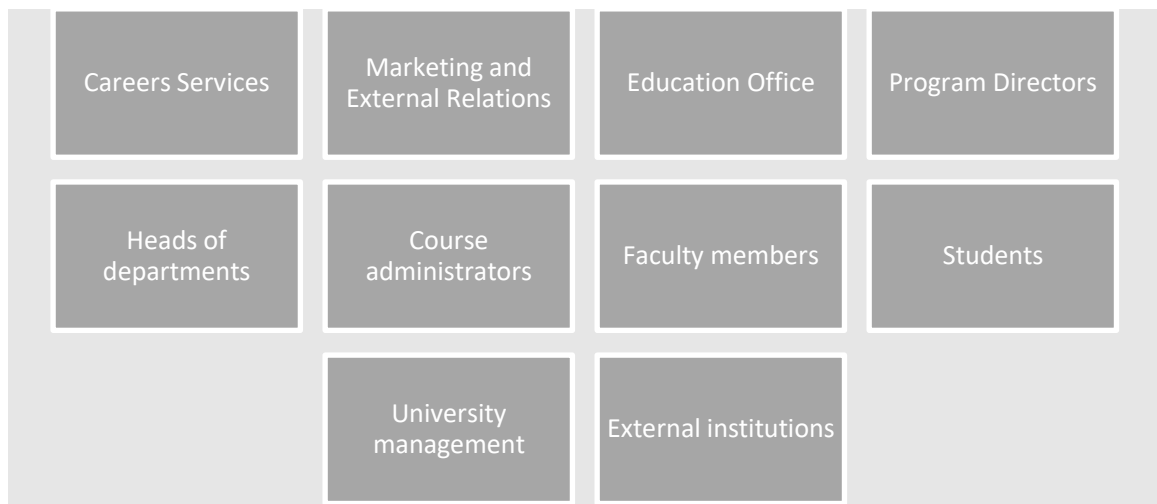 Careers Services
Marketing and
External Relations
Education Office
Program Directors
Heads of
departments
Course
administrators
Faculty members
Students
University
management
External institutions